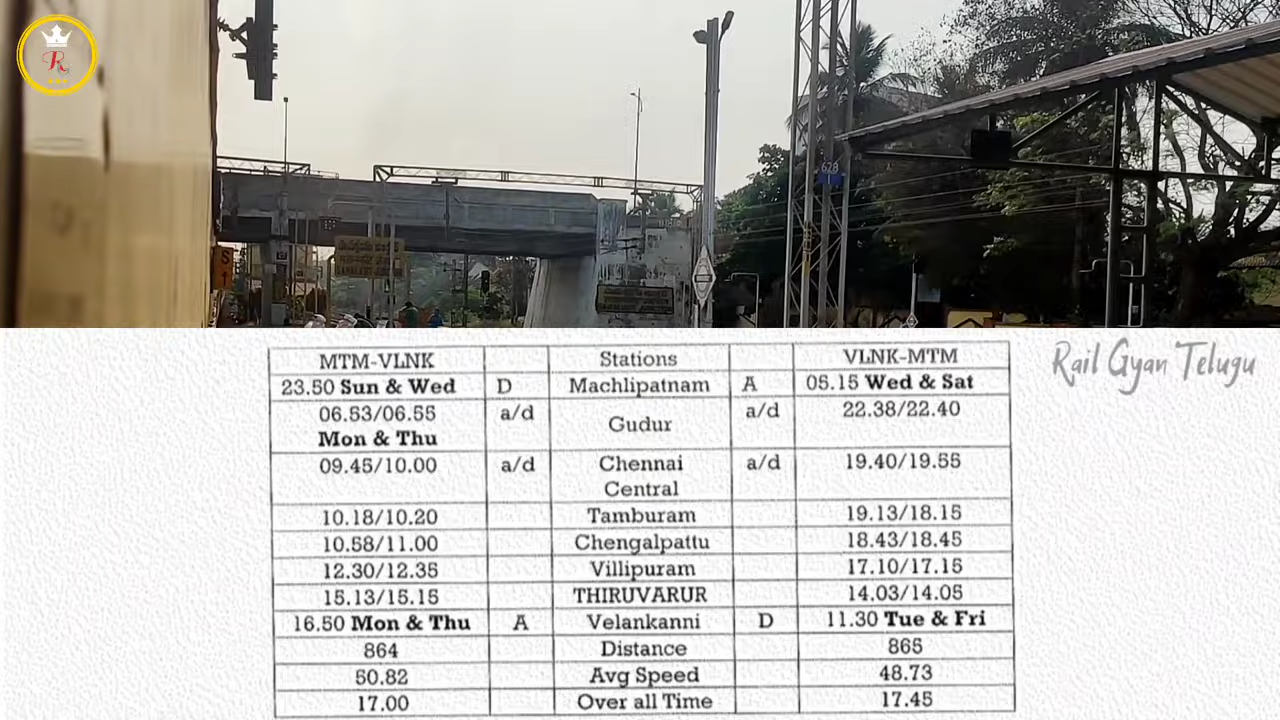 R
628
MTM-VLNK Stations VLNK-MTM
23.50 Sun & Wed D Machlipatnam A 05.15 Wed & Sat
06.53/06.55 a/d Gudur a/d 22.38/22.40
Mon & Thu
09.45/10.00 a/d Chennai a/d 19.40/19.55
Central
10.18/10.20 Tamburam 19.13/18.15
10.58/11.00 Chengalpattu 18.43/18.45
12.30/12.35 Villipuram 17.10/17.15
15.13/15.15 THIRUVARUR 14.03/14.05
16.50 Mon & Thu A Velankanni D 11.30 Tue & Fri
864 Distance 865
50.82 Avg Speed 48.73
17.00 Over all Time 17.45
Rail Gyan Telugu